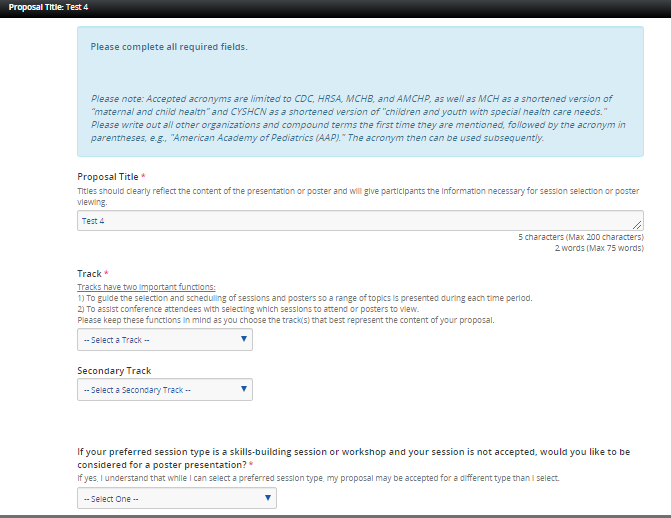 Proposal Title: Test 4
Please complete all required fields.
Please note: Accepted acronyms are limited to CDC, HRSA, MCHB, and AMCHP, as well as MCH as a shortened version of
"maternal and child health" and CYSHCN as a shortened version of "children and youth with special health care needs."
Please write out all other organizations and compound terms the first time they are mentioned, followed by the acronym in
parentheses, e.g., "American Academy of Pediatrics (AAP)." The acronym then can be used subsequently.
Proposal Title *
Titles should clearly reflect the content of the presentation or poster and will give participants the information necessary for session selection or poster
viewing.
Test 4
5 characters (Max 200 characters)
2 words (Max 75 words)
Track *
Tracks have two important functions:
1) To guide the selection and scheduling of sessions and posters so a range of topics is presented during each time period.
2) To assist conference attendees with selecting which sessions to attend or posters to view.
Please keep these functions in mind as you choose the track(s) that best represent the content of your proposal.
-- Select a Track --
Secondary Track
-- Select a Secondary Track --
If your preferred session type is a skills-building session or workshop and your session is not accepted, would you like to be
considered for a poster presentation? *
If yes, I understand that while I can select a preferred session type, my proposal may be accepted for a different type than I select.
-- Select One --